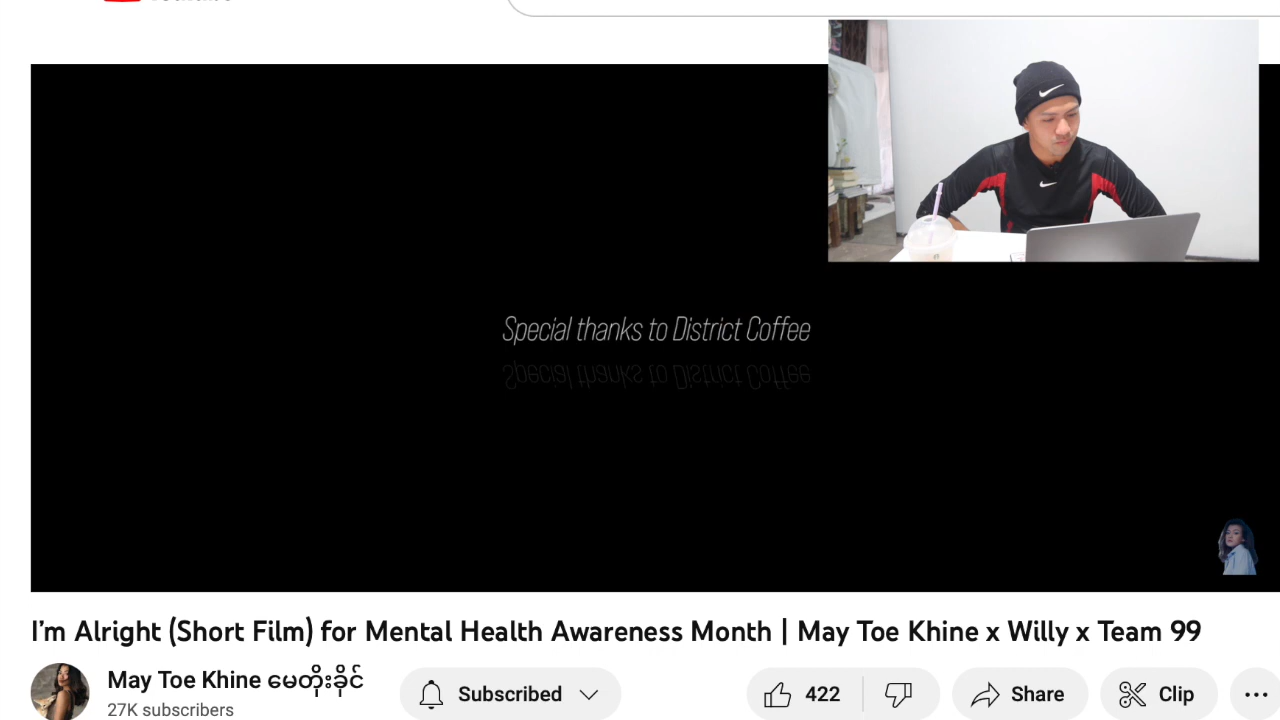 Special thanks to District Coffee
I'm Alright (Short Film) for Mental Health Awareness Month | May Toe Khine x Willy x Team 99
May Toe Khine မေတိုးခိုင်
Subscribed
422
Share
Clip
27K subscribers